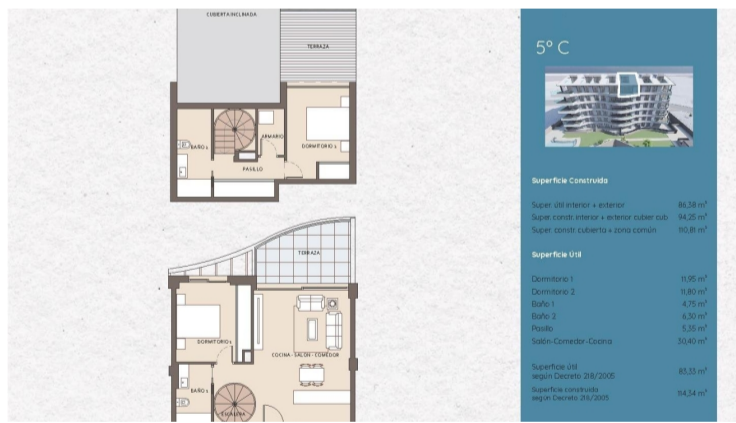 CUBIERTA INCLINADA
TERRAZA
BAÑO 2
ARMARIO
DORMITORIO 2
PASILLO
TERRAZA
DORMITORIO 1
COCINA - SALON - COMEDOR
BAÑO 1
ESCALERA
5º C
Superficie Construida
Super. útil interior + exterior 86,38 m²
Super. constr. interior + exterior cubier. cub. 94,25 m²
Super. constr. cubierta + zona común 110,81 m²
Superficie Útil
Dormitorio 1 11,95 m²
Dormitorio 2 11,80 m²
Baño 1 4,75 m²
Baño 2 6,30 m²
Pasillo 5,35 m²
Salón-Comedor-Cocina 30,40 m²
Superficie útil
según Decreto 218/2005 83,33 m²
Superficie construida
según Decreto 218/2005 114,34 m²